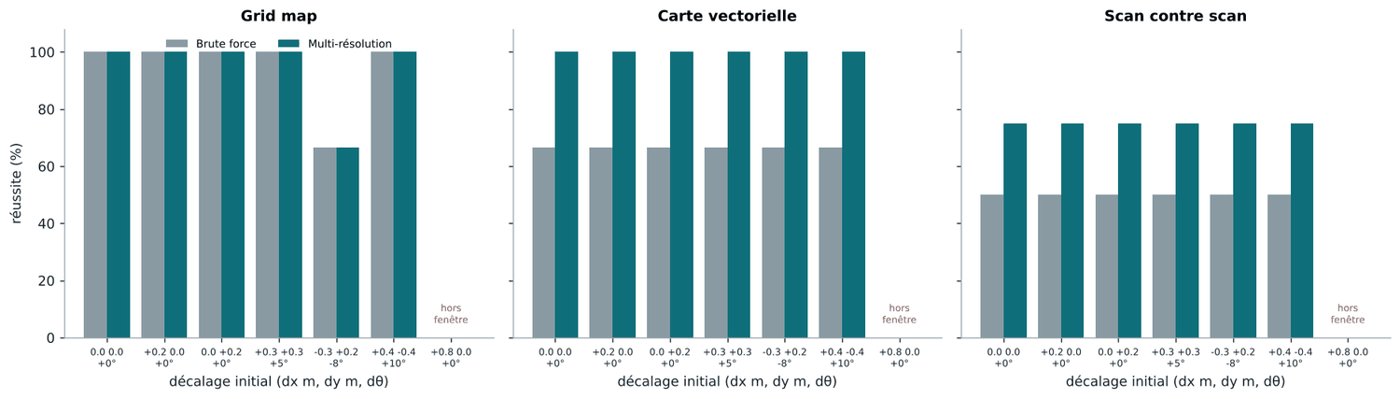 Grid map
Brute force
Multi-résolution
réussite (%)
100
80
60
40
20
0
hors
fenêtre
0.0 0.0 +0.2 0.0 0.0 +0.2 +0.3 +0.3 -0.3 +0.2 +0.4 -0.4 +0.8 0.0
+0° +0° +0° +5° -8° +10° +0°
décalage initial (dx m, dy m, dθ)
Carte vectorielle
hors
fenêtre
0.0 0.0 +0.2 0.0 0.0 +0.2 +0.3 +0.3 -0.3 +0.2 +0.4 -0.4 +0.8 0.0
+0° +0° +0° +5° -8° +10° +0°
décalage initial (dx m, dy m, dθ)
Scan contre scan
hors
fenêtre
0.0 0.0 +0.2 0.0 0.0 +0.2 +0.3 +0.3 -0.3 +0.2 +0.4 -0.4 +0.8 0.0
+0° +0° +0° +5° -8° +10° +0°
décalage initial (dx m, dy m, dθ)